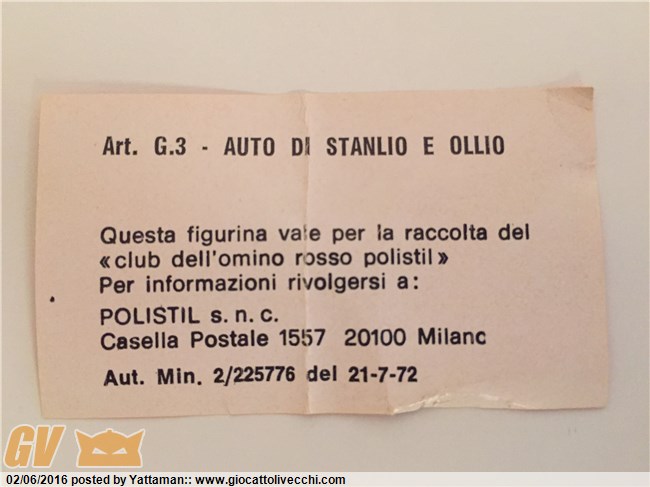 Art. G.3 - AUTO DI STANLIO E OLLIO
Questa figurina vale per la raccolta del
«club dell'omino rosso polistil»
Per informazioni rivolgersi a:
POLISTIL s. n. c.
Casella Postale 1557 20100 Milano
Aut. Min. 2/225776 del 21-7-72
GV
02/06/2016 posted by Yattaman:: www.giocattolivecchi.com